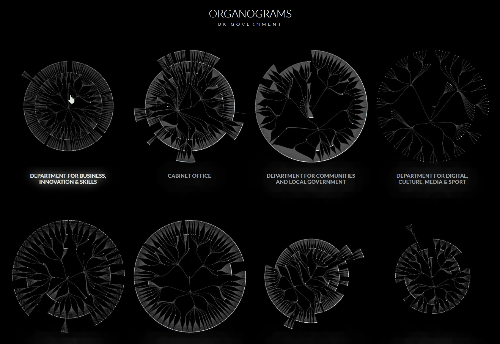 ORGANOGRAMS
UK GOVERNMENT
DEPARTMENT FOR BUSINESS,
INNOVATION & SKILLS
CABINET OFFICE
DEPARTMENT FOR COMMUNITIES
AND LOCAL GOVERNMENT
DEPARTMENT FOR DIGITAL,
CULTURE, MEDIA & SPORT